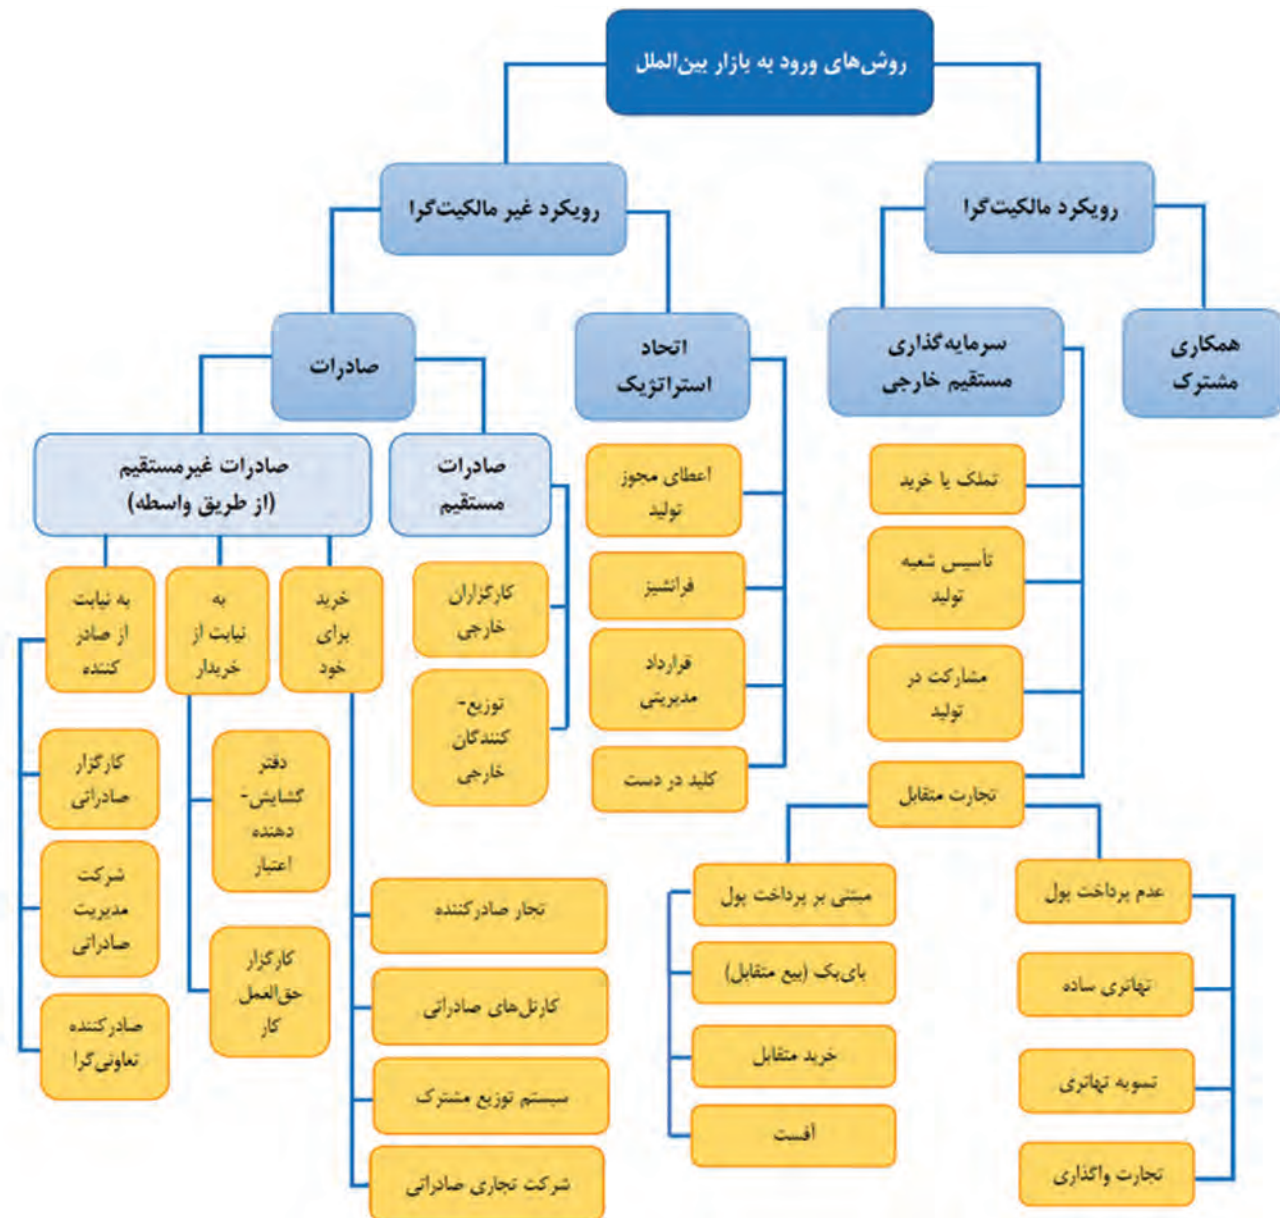 روش‌های ورود به بازار بین‌الملل
رویکرد مالکیت‌گرا
رویکرد غیر مالکیت‌گرا
همکاری
مشترک
سرمایه‌گذاری
مستقیم خارجی
اتحاد
استراتژیک
صادرات
تملک یا خرید
تأسیس شعبه
تولید
مشارکت در
تولید
تجارت متقابل
عدم پرداخت پول
تهاتری ساده
تسویه تهاتری
تجارت واگذاری
مبتنی بر پرداخت پول
بای‌بک (بیع متقابل)
خرید متقابل
آفست
اعطای مجوز
تولید
فرانشیز
قرارداد
مدیریتی
کلید در دست
صادرات
مستقیم
کارگزاران
خارجی
توزیع-
کنندگان
خارجی
صادرات غیرمستقیم
(از طریق واسطه)
خرید
برای
خود
تجار صادرکننده
کارتل‌های صادراتی
سیستم توزیع مشترک
شرکت تجاری صادراتی
به
نیابت از
خریدار
دفتر
گشایش-
دهنده
اعتبار
کارگزار
حق‌العمل
کار
به نیابت
از صادر
کننده
کارگزار
صادراتی
شرکت
مدیریت
صادراتی
صادرکننده
تعاونی‌گرا